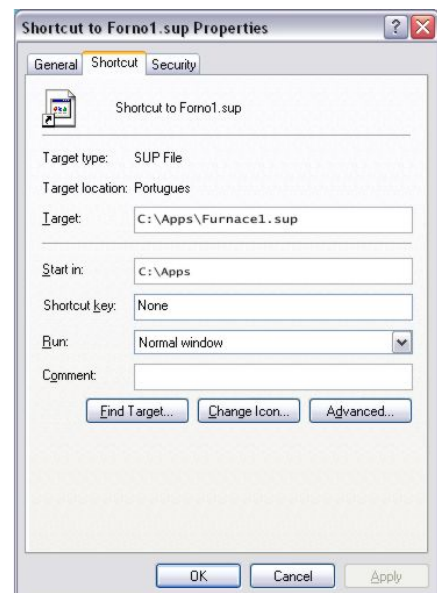 Shortcut to Forno1.sup Properties
General Shortcut Security
Shortcut to Forno1.sup
Target type: SUP File
Target location: Portugues
Target: C:\Apps\Furnace1.sup
Start in: C:\Apps
Shortcut key: None
Run: Normal window
Comment:
Find Target... Change Icon... Advanced...
OK Cancel Apply